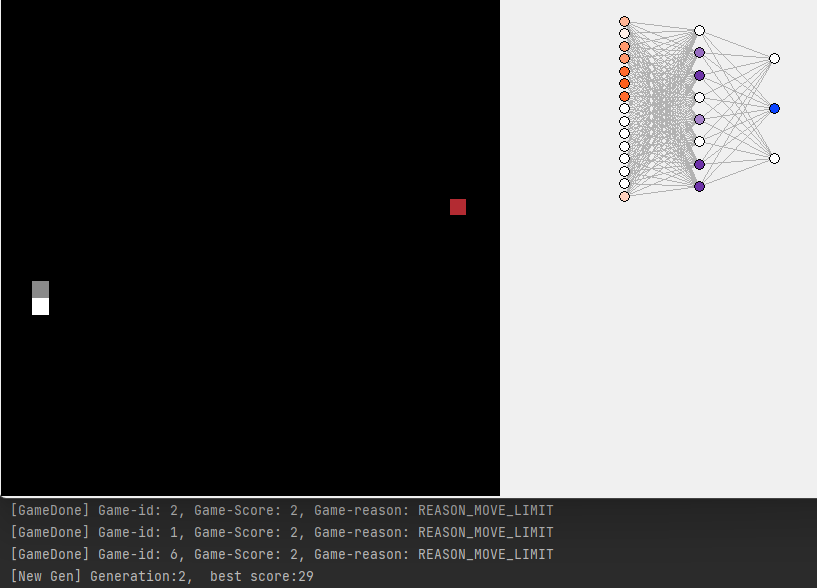 [GameDone] Game-id: 2, Game-Score: 2, Game-reason: REASON_MOVE_LIMIT
[GameDone] Game-id: 1, Game-Score: 2, Game-reason: REASON_MOVE_LIMIT
[GameDone] Game-id: 6, Game-Score: 2, Game-reason: REASON_MOVE_LIMIT
[New Gen] Generation:2,  best score:29